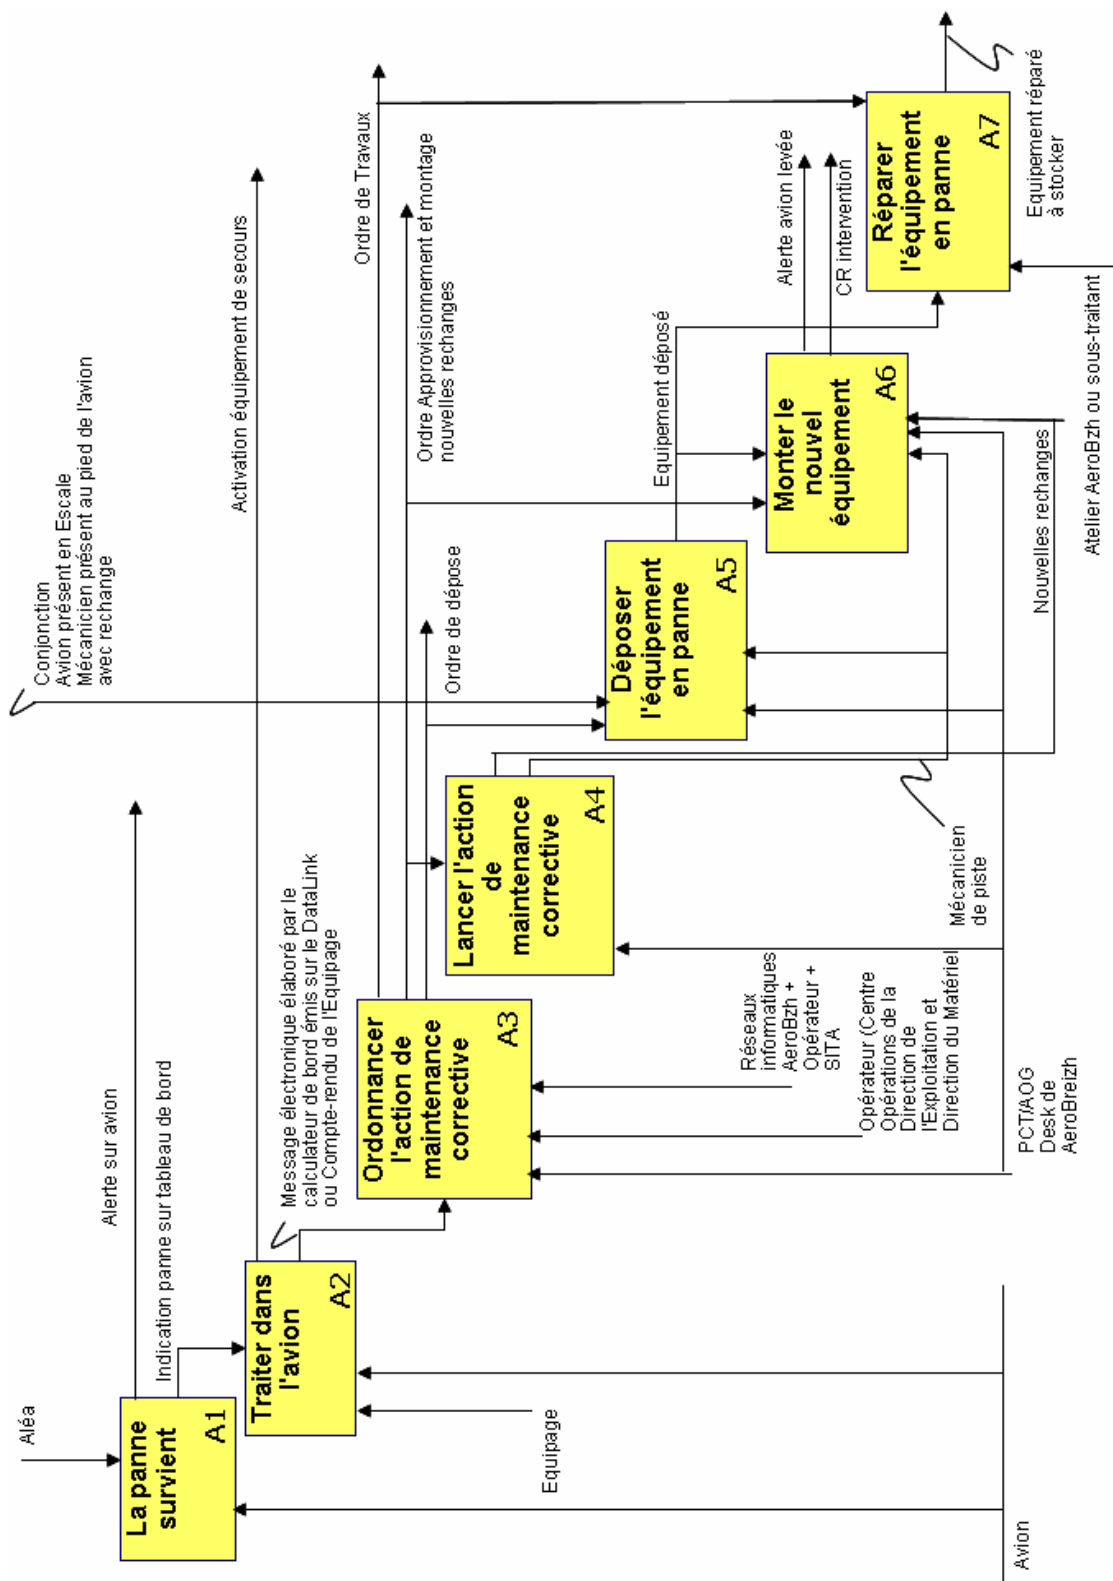 Aléa
La panne
survient
A1
Alerte sur avion
Indication panne sur tableau de bord
Traiter dans
l'avion
A2
Equipage
Avion
Activation équipement de secours
Message électronique élaboré par le
calculateur de bord émis sur le DataLink
ou Compte-rendu de l'Equipage
Ordonnancer
l'action de
maintenance
corrective
A3
Réseaux
informatiques
AeroBzh +
Opérateur +
SITA
Opérateur (Centre
Opérations de la
Direction de
l'Exploitation et
Direction du Matériel
PCT/AOG
Desk de
AeroBreizh
Ordre de Travaux
Ordre Approvisionnement et montage
nouvelles rechanges
Ordre de dépose
Conjonction
Avion présent en Escale
Mécanicien présent au pied de l'avion
avec rechange
Lancer l'action
de
maintenance
corrective
A4
Mécanicien
de piste
Déposer
l'équipement
en panne
A5
Equipement déposé
Monter le
nouvel
équipement
A6
Nouvelles rechanges
Alerte avion levée
CR intervention
Réparer
l'équipement
en panne
A7
Atelier AeroBzh ou sous-traitant
Equipement réparé
à stocker